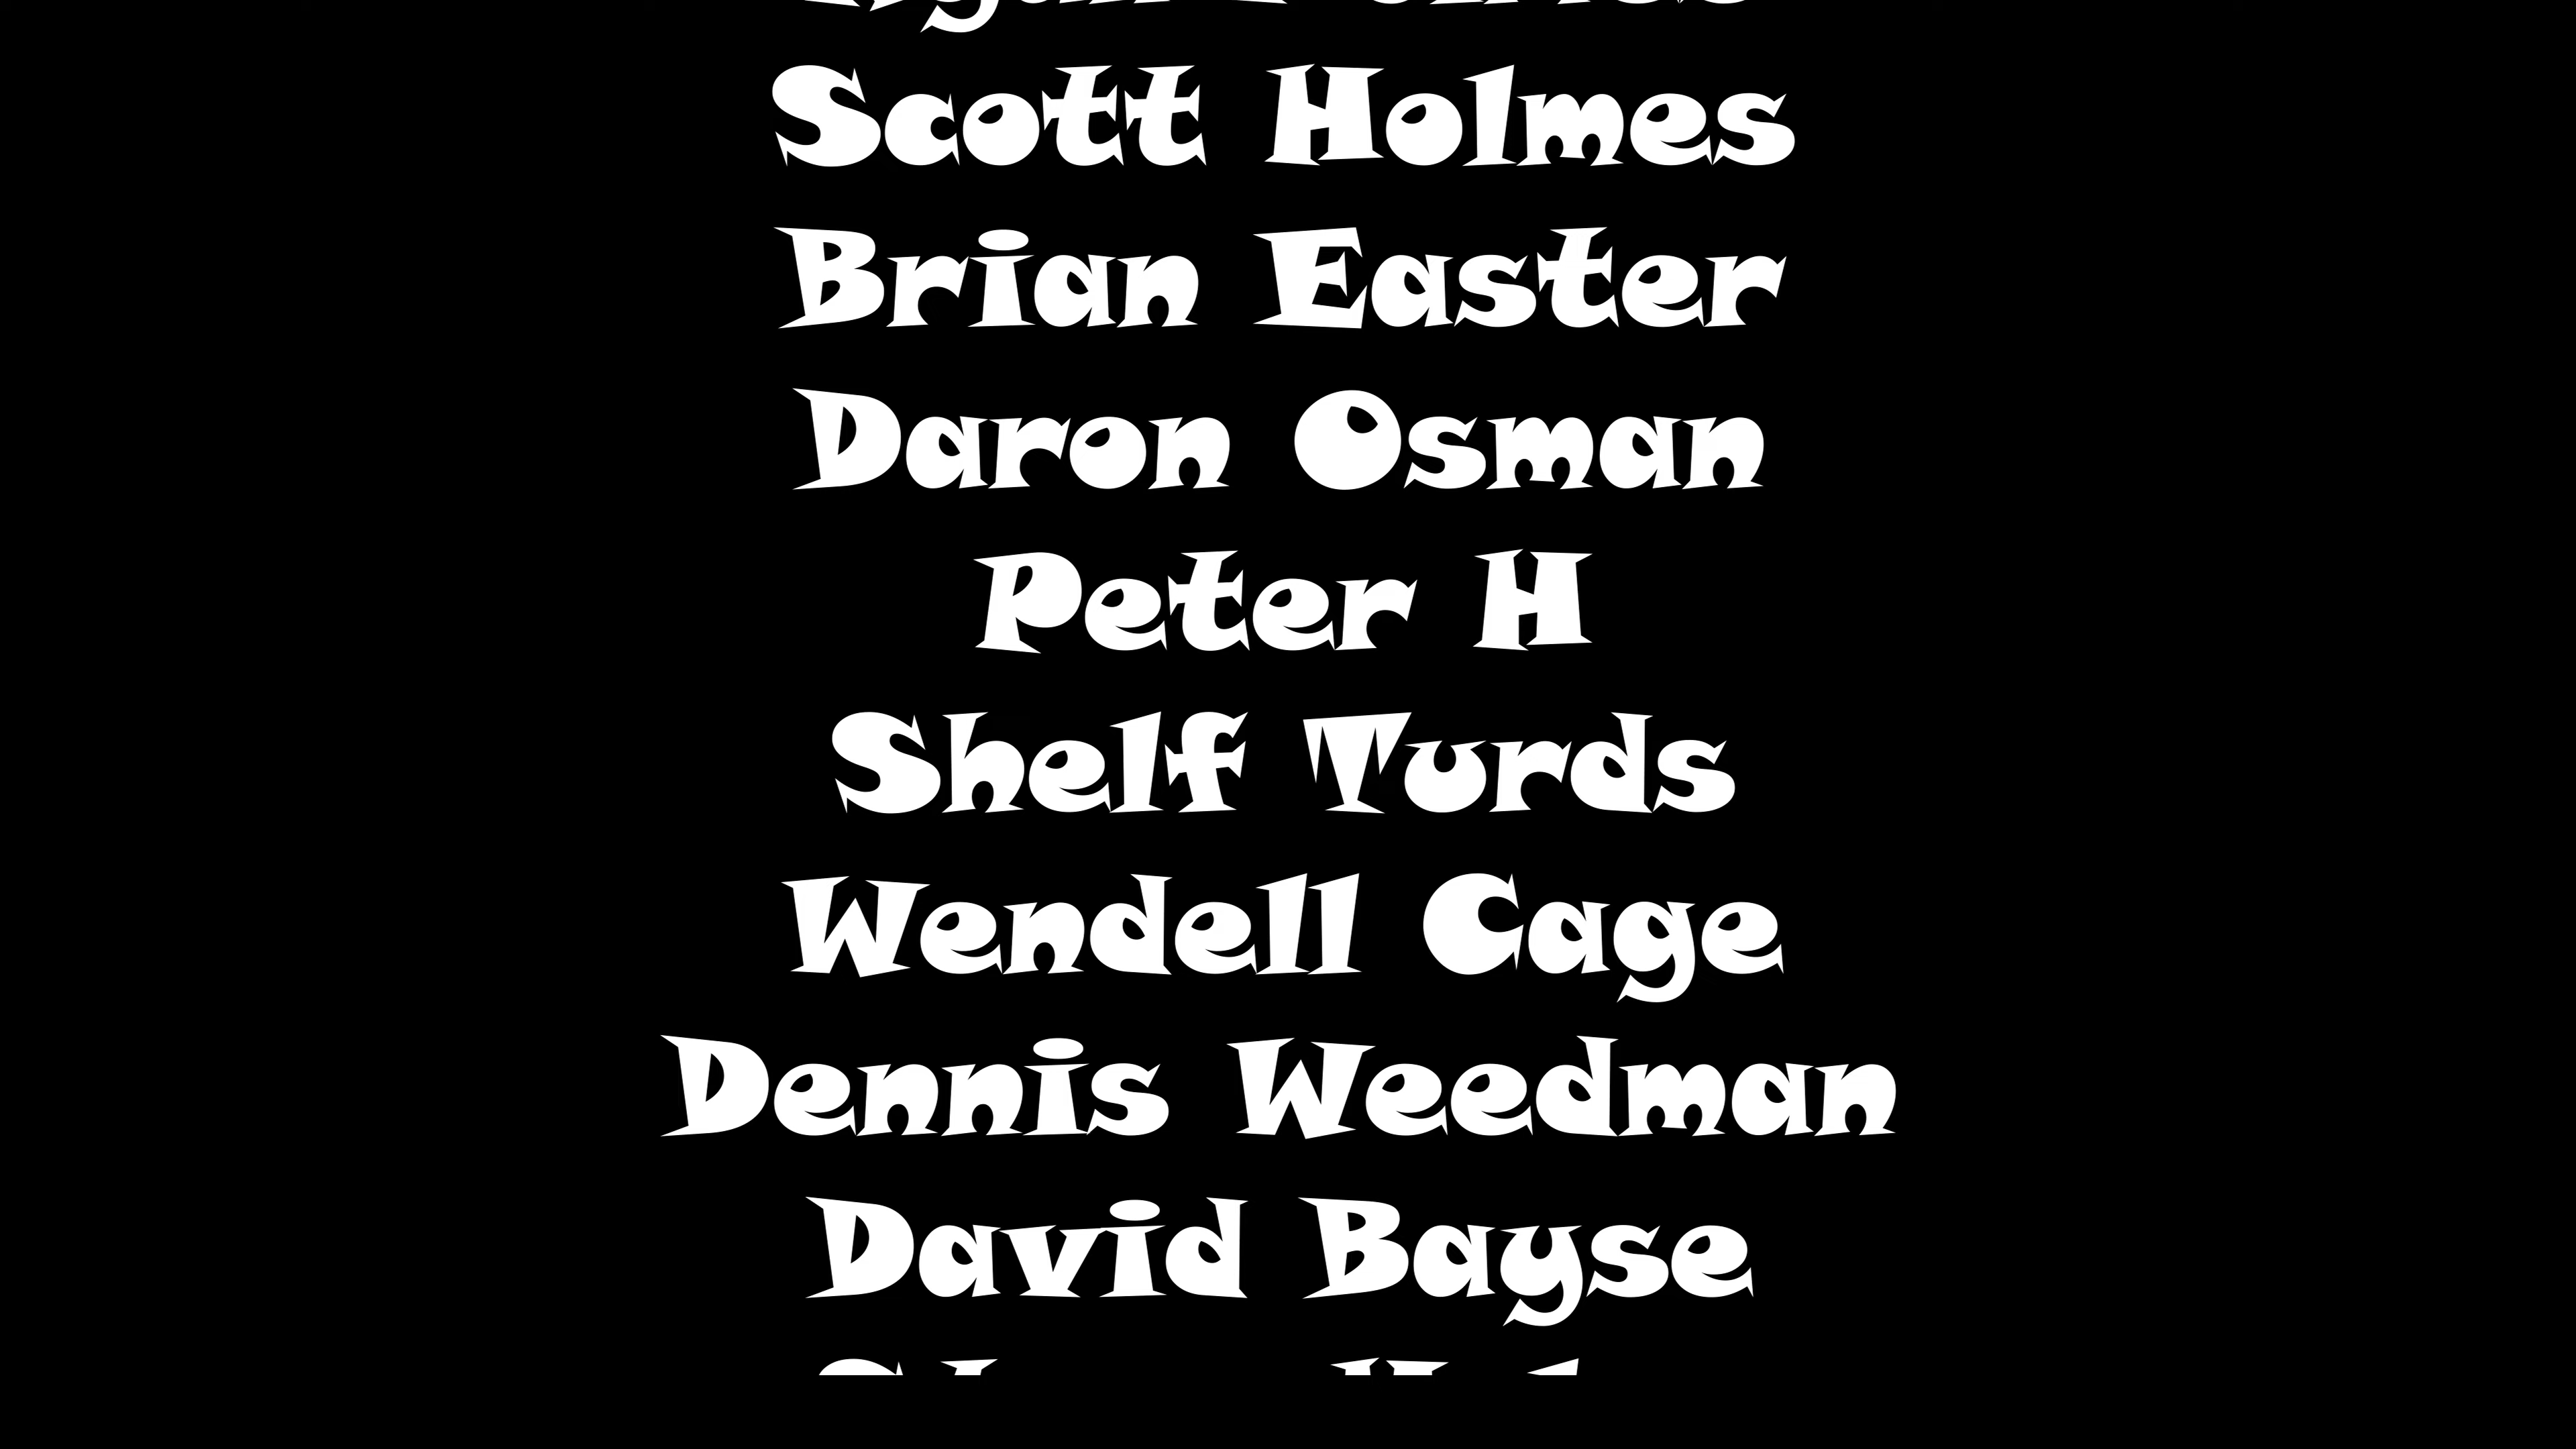 Scott Holmes
Brian Easter
Daron Osman
Peter H
Shelf Turds
Wendell Cage
Dennis Weedman
David Bayse